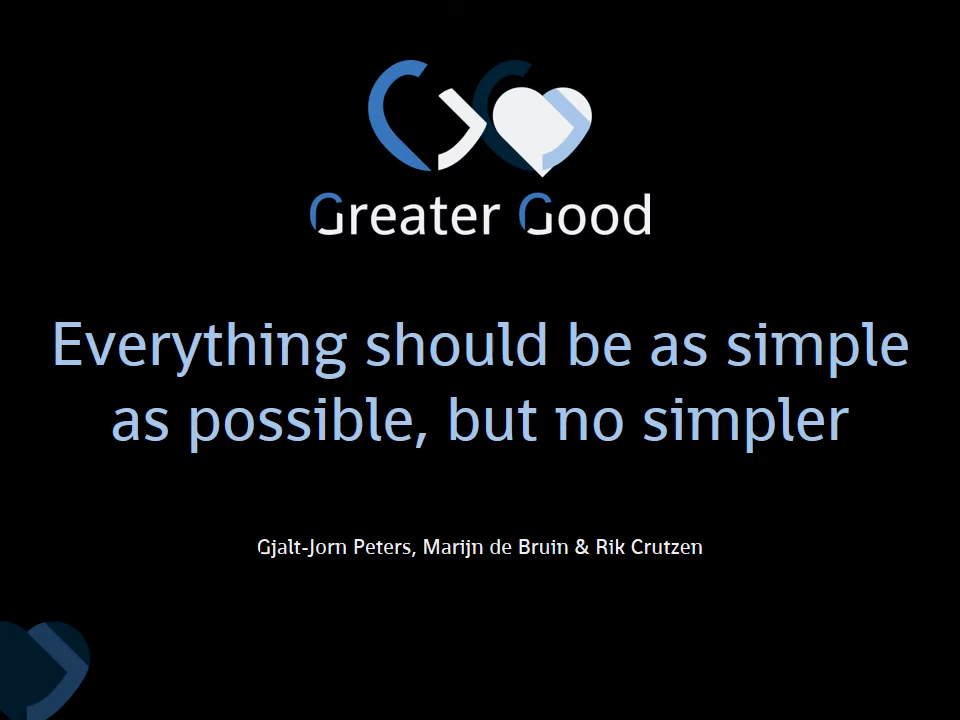 Greater Good
Everything should be as simple
as possible, but no simpler
Gjalt-Jorn Peters, Marijn de Bruin & Rik Crutzen